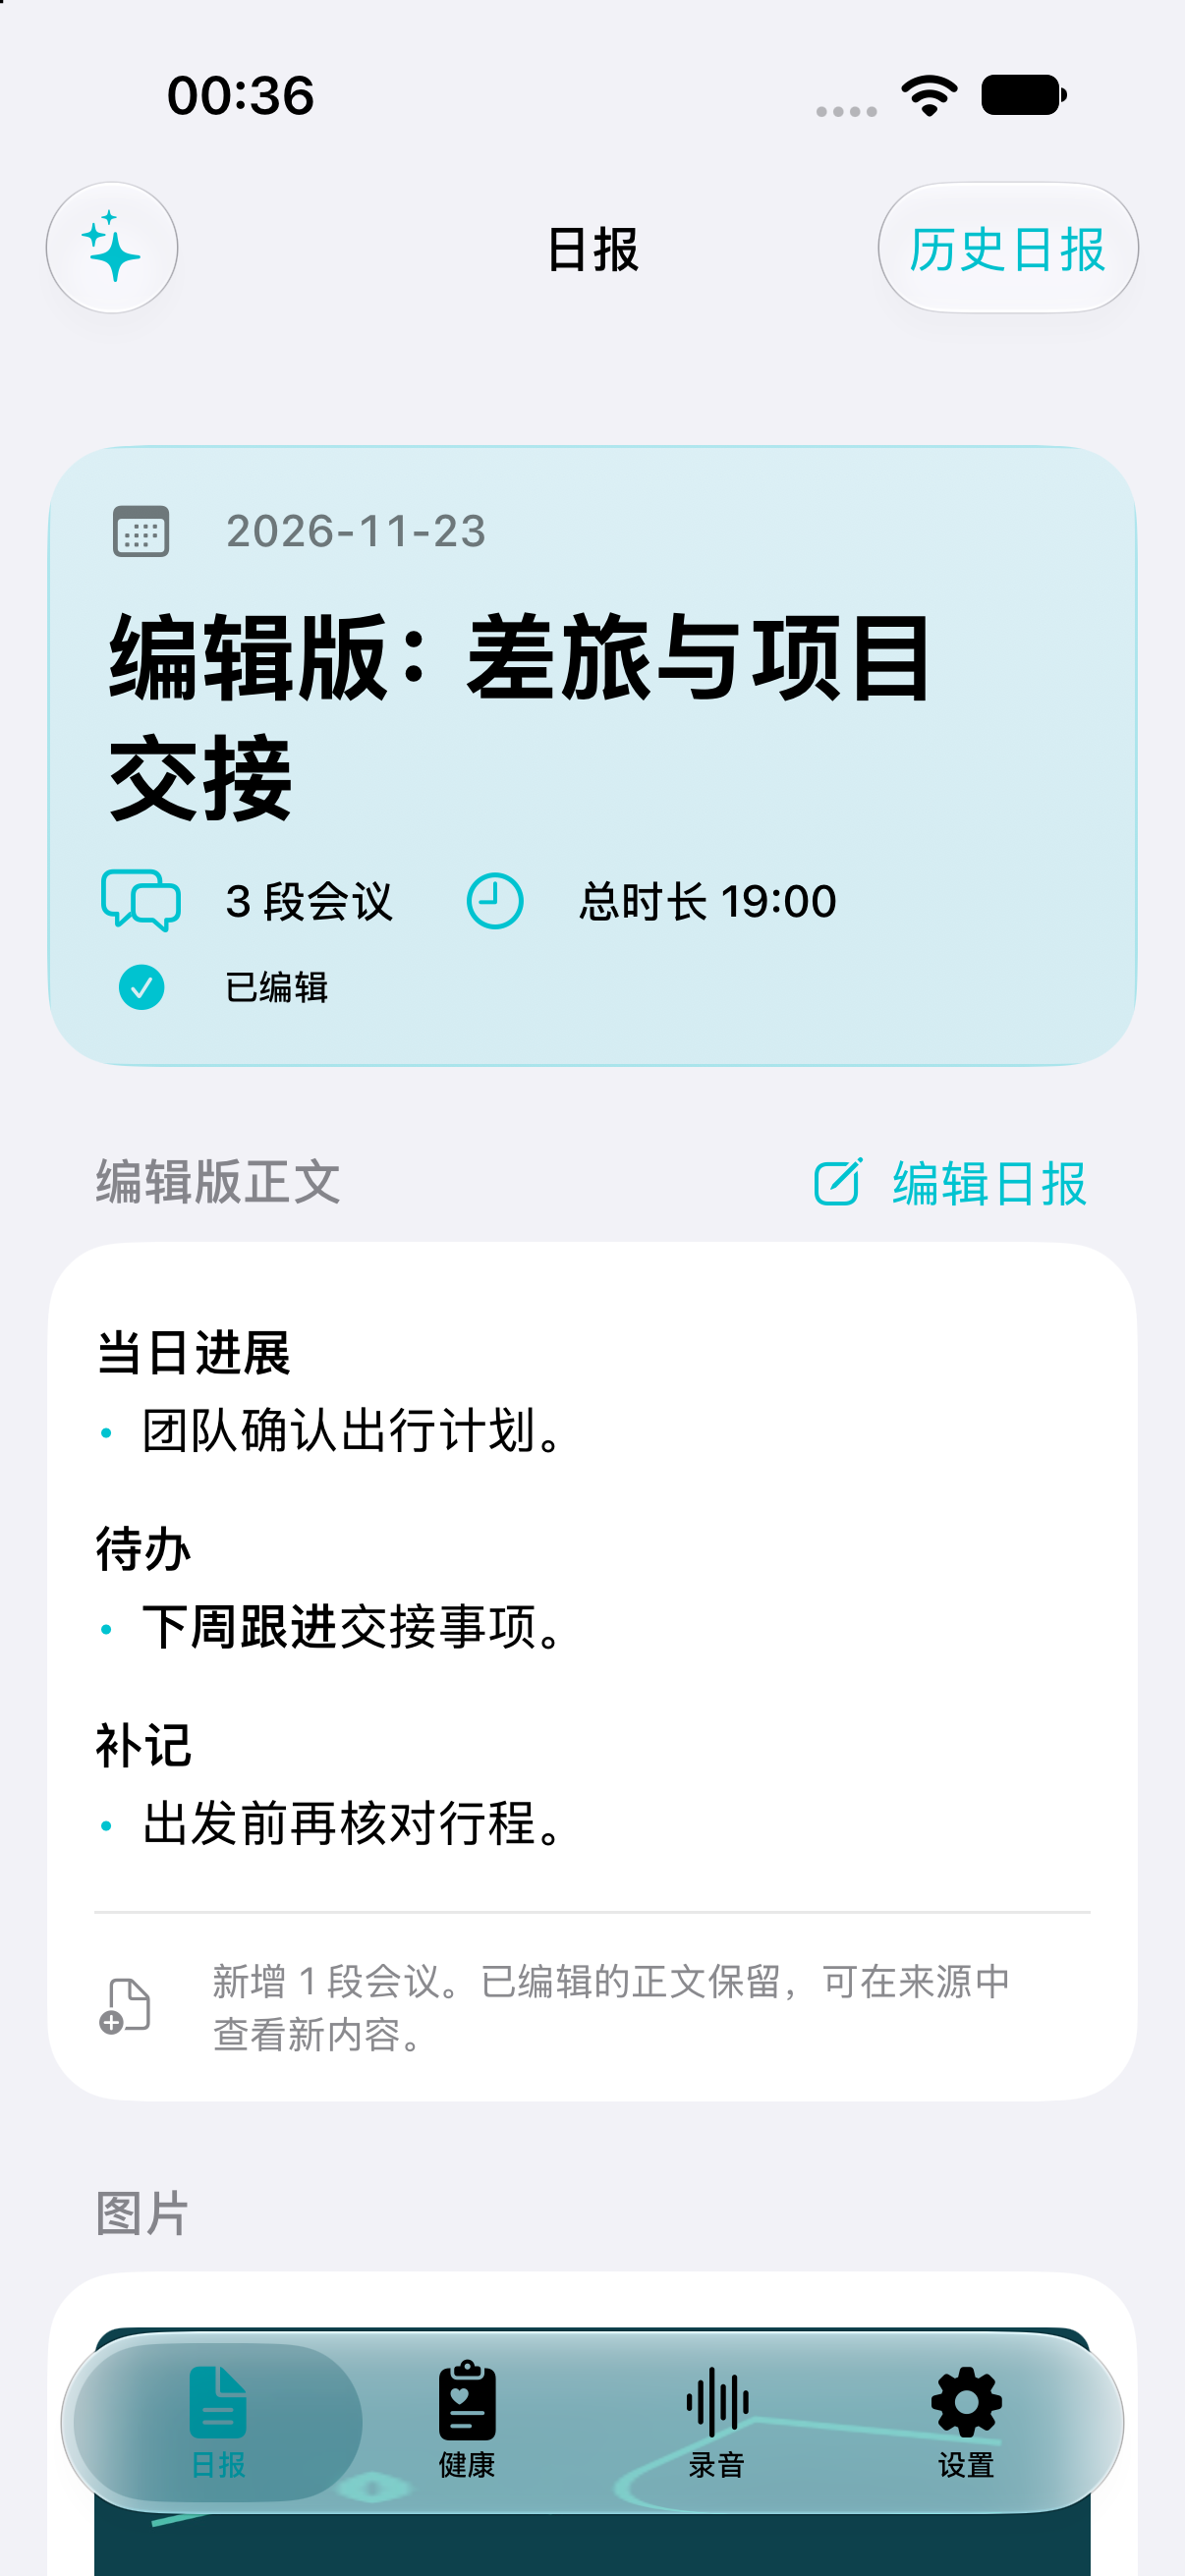 00:36
日报
历史日报
2026-11-23
编辑版：差旅与项目
交接
3 段会议
总时长 19:00
已编辑
编辑版正文
编辑日报
当日进展
• 团队确认出行计划。
待办
• 下周跟进交接事项。
补记
• 出发前再核对行程。
新增 1 段会议。已编辑的正文保留，可在来源中
查看新内容。
图片
日报
健康
录音
设置